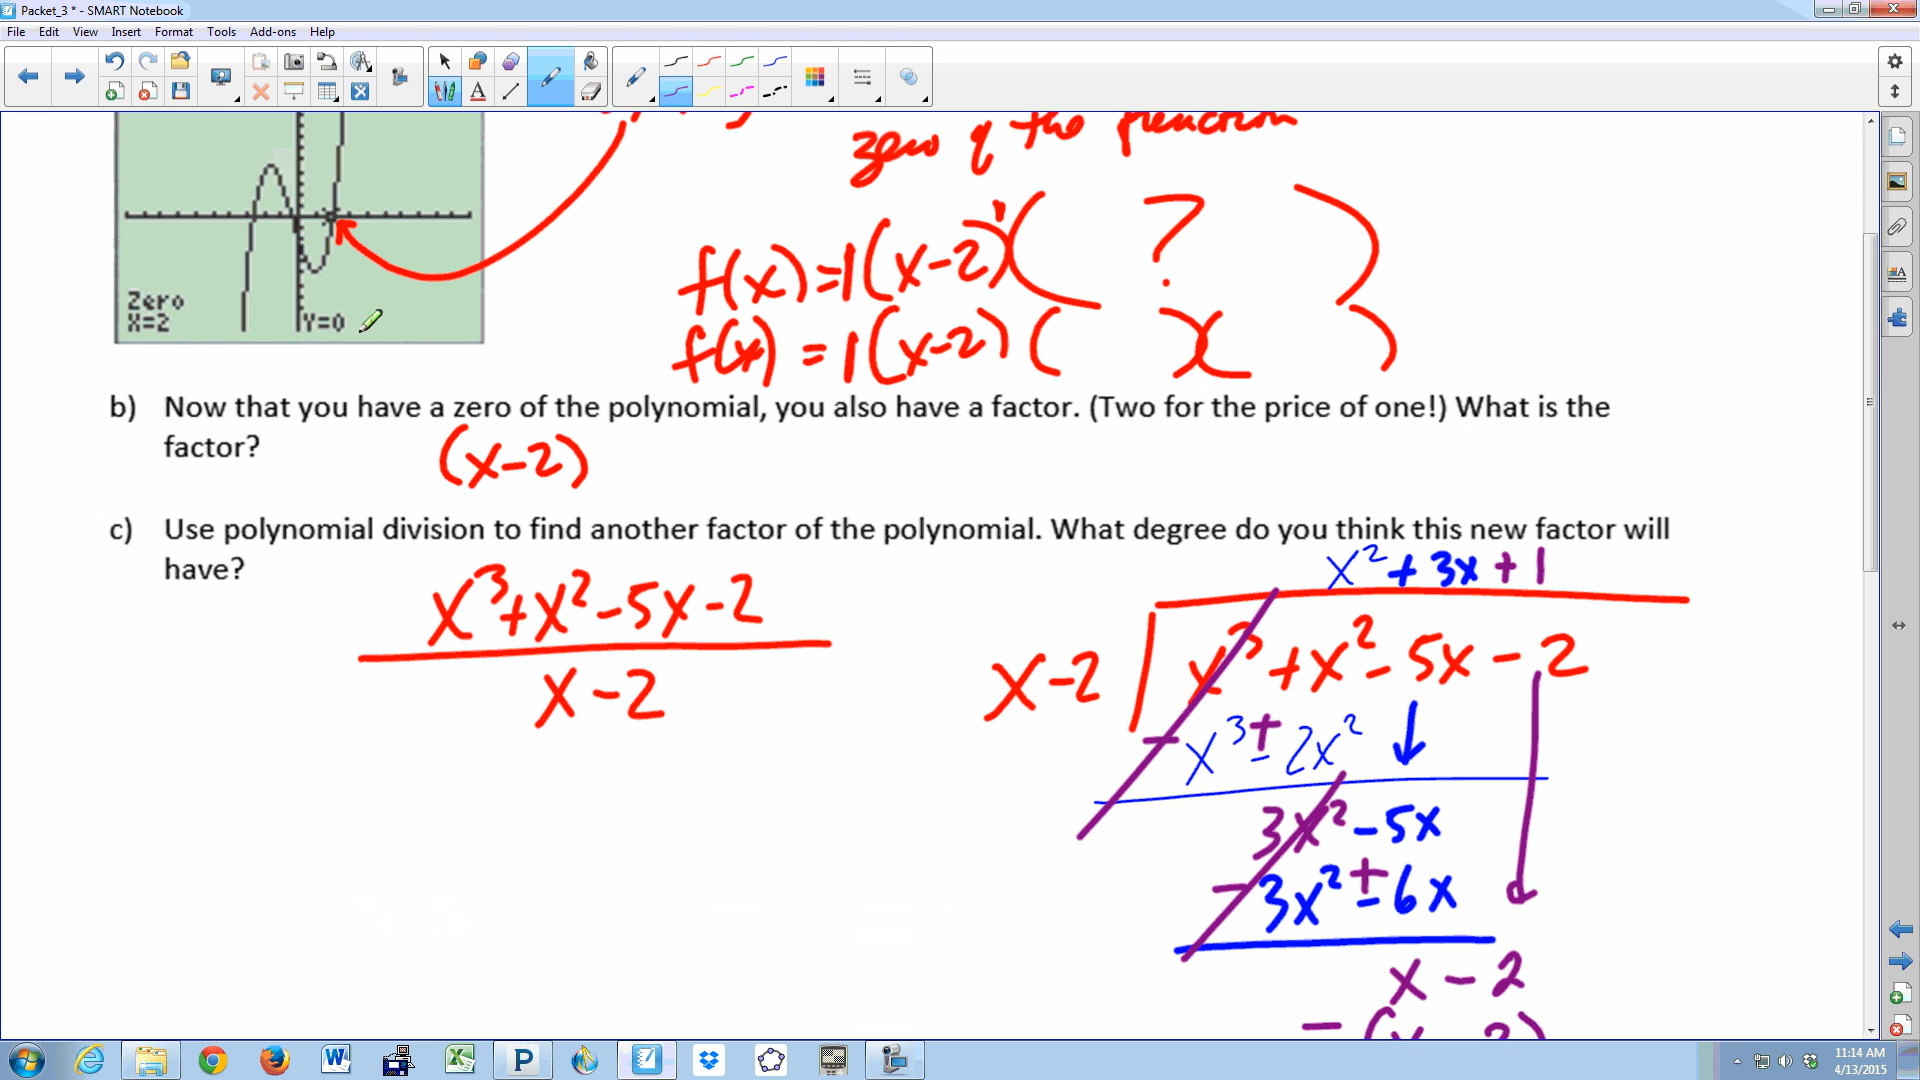 Packet_3 * - SMART Notebook
File Edit View Insert Format Tools Add-ons Help
zero of the function
f(x) = 1(x-2)¹( ? )
f(x) = 1(x-2)( x )
Zero
X=2 Y=0
b) Now that you have a zero of the polynomial, you also have a factor. (Two for the price of one!) What is the
factor? (x-2)
c) Use polynomial division to find another factor of the polynomial. What degree do you think this new factor will
have?
x³+x²-5x-2
x-2
x² + 3x + 1
x-2 x³ + x² - 5x - 2
- x³ ± 2x²
3x² - 5x
- 3x² ± 6x
x - 2
- (x - 2)
11:14 AM
4/13/2015